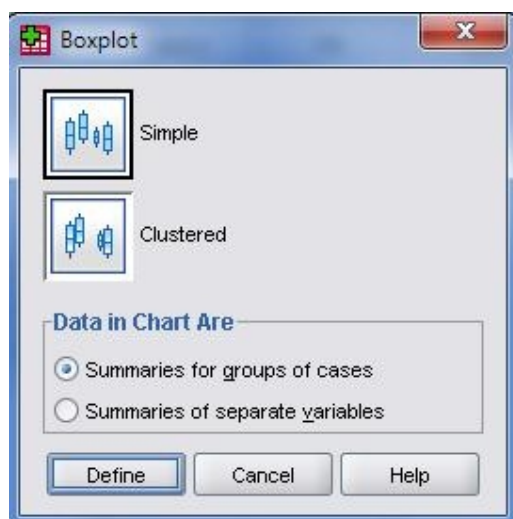 Boxplot
Simple
Clustered
Data in Chart Are
Summaries for groups of cases
Summaries of separate variables
Define Cancel Help